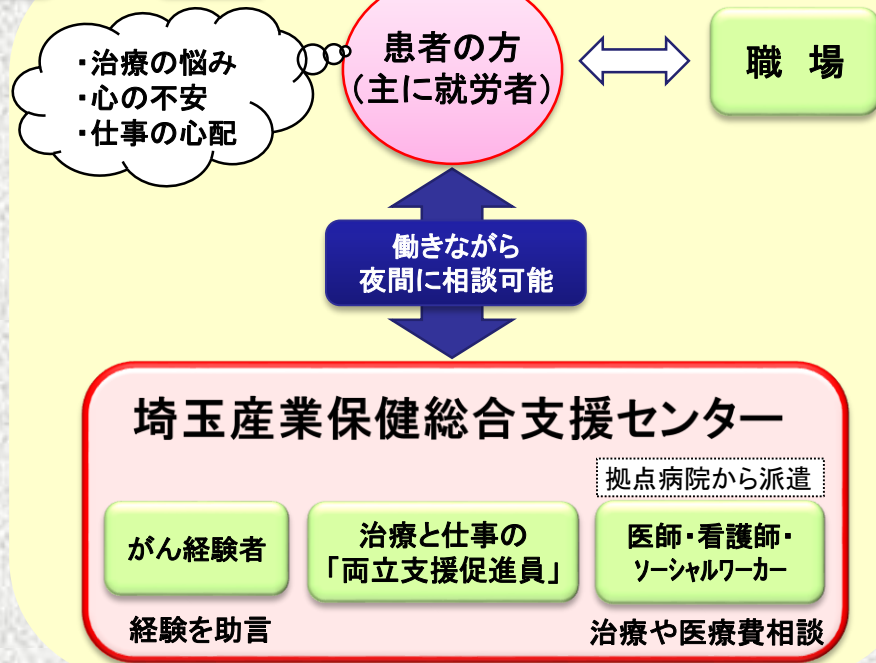 ・治療の悩み
・心の不安
・仕事の心配
患者の方
（主に就労者）
職　場
働きながら
夜間に相談可能
埼玉産業保健総合支援センター
拠点病院から派遣
がん経験者
治療と仕事の
「両立支援促進員」
医師・看護師・
ソーシャルワーカー
経験を助言
治療や医療費相談